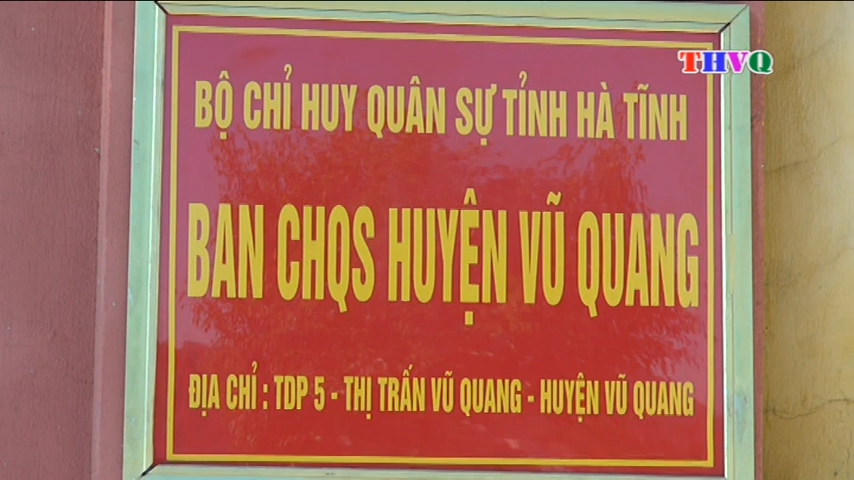 THVQ
BỘ CHỈ HUY QUÂN SỰ TỈNH HÀ TĨNH
BAN CHQS HUYỆN VŨ QUANG
ĐỊA CHỈ : TDP 5 - THỊ TRẤN VŨ QUANG - HUYỆN VŨ QUANG